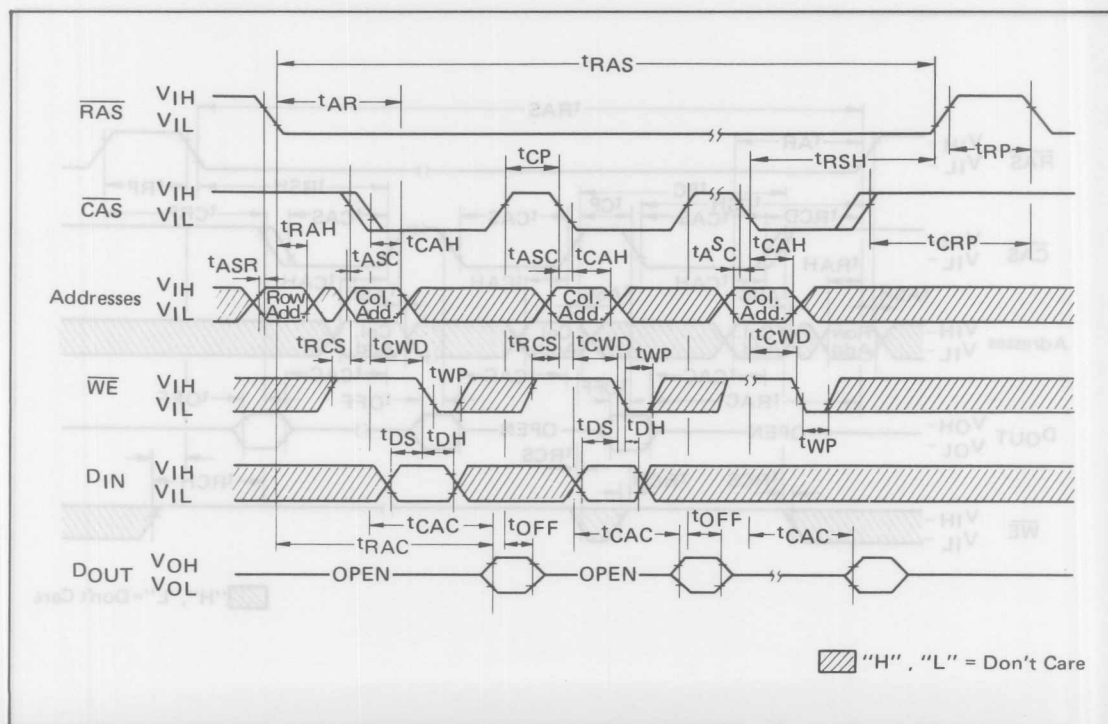 tRAS
RAS VIH VIL
tAR
tRSH tRP
tCP
CAS VIH VIL
tRAH tCAH
tCRP
tASR tASC tASC tCAH tASC tCAH
Addresses VIH VIL
Row Add. Col. Add. Col. Add. Col. Add.
tRCS tCWD tWP tRCS tCWD tWP tCWD
WE VIH VIL
tWP
tDS tDH tDS tDH
DIN VIH VIL
tCAC tOFF tCAC tOFF tCAC
tRAC
DOUT VOH VOL
OPEN OPEN
"H", "L" = Don't Care